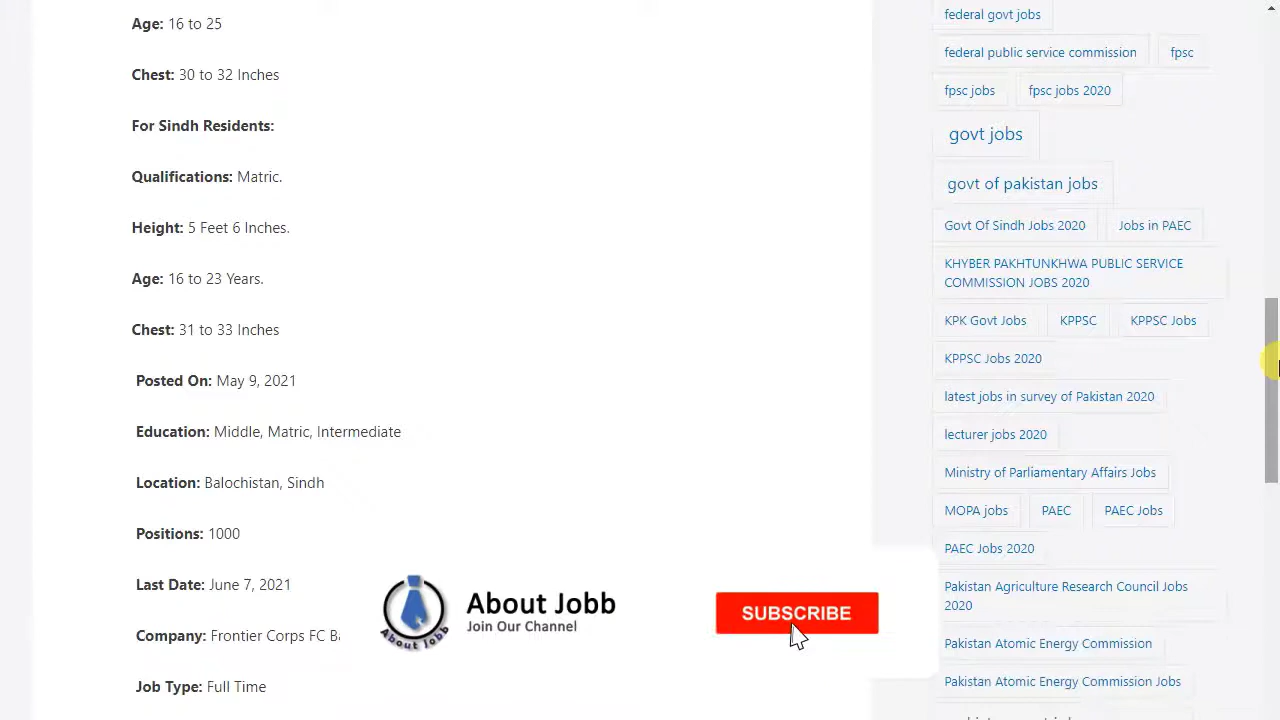 Age: 16 to 25
Chest: 30 to 32 Inches
For Sindh Residents:
Qualifications: Matric.
Height: 5 Feet 6 Inches.
Age: 16 to 23 Years.
Chest: 31 to 33 Inches
Posted On: May 9, 2021
Education: Middle, Matric, Intermediate
Location: Balochistan, Sindh
Positions: 1000
Last Date: June 7, 2021
Company: Frontier Corps FC
Job Type: Full Time
About Jobb
About Jobb
Join Our Channel
SUBSCRIBE
federal govt jobs
federal public service commission fpsc
fpsc jobs fpsc jobs 2020
govt jobs
govt of pakistan jobs
Govt Of Sindh Jobs 2020 Jobs in PAEC
KHYBER PAKHTUNKHWA PUBLIC SERVICE
COMMISSION JOBS 2020
KPK Govt Jobs KPPSC KPPSC Jobs
KPPSC Jobs 2020
latest jobs in survey of Pakistan 2020
lecturer jobs 2020
Ministry of Parliamentary Affairs Jobs
MOPA jobs PAEC PAEC Jobs
PAEC Jobs 2020
Pakistan Agriculture Research Council Jobs
2020
Pakistan Atomic Energy Commission
Pakistan Atomic Energy Commission Jobs